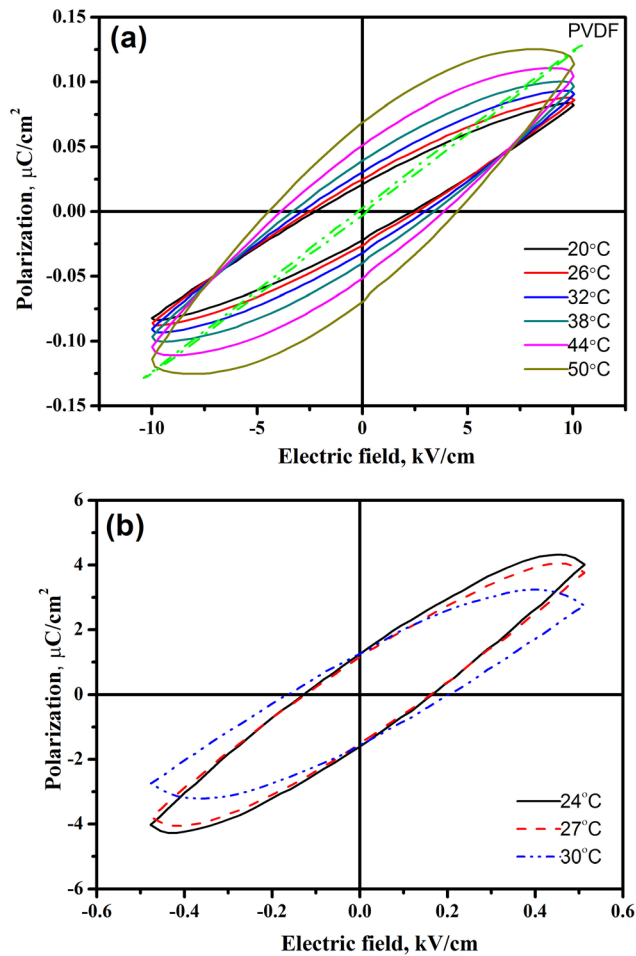 (a)
PVDF
0.15
0.10
0.05
0.00
-0.05
-0.10
-0.15
Polarization, μC/cm²
20°C
26°C
32°C
38°C
44°C
50°C
-10 -5 0 5 10
Electric field, kV/cm
(b)
6
4
2
0
-2
-4
-6
Polarization, μC/cm²
24°C
27°C
30°C
-0.6 -0.4 -0.2 0.0 0.2 0.4 0.6
Electric field, kV/cm